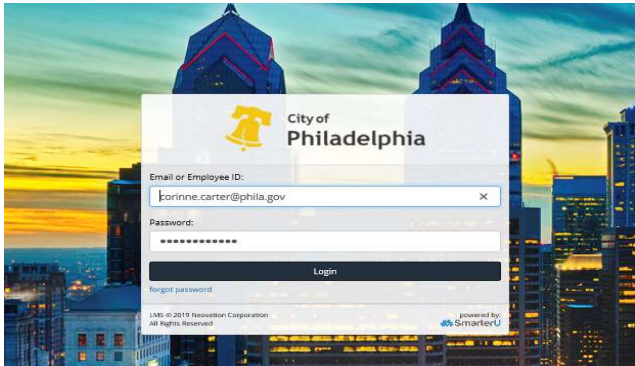 City of
Philadelphia
Email or Employee ID:
corinne.carter@phila.gov ×
Password:
••••••••••••
Login
forgot password
LMS © 2019 Neovation Corporation
All Rights Reserved
powered by:
SmarterU